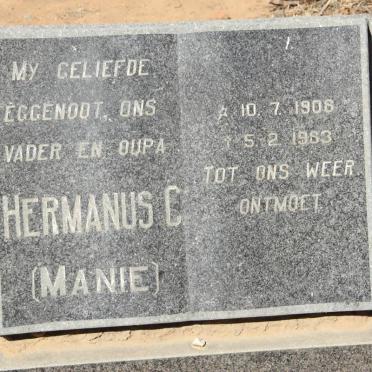 MY GELIEFDE
EGGENOOT, ONS
VADER EN OUPA
HERMANUS C.
(MANIE)
10. 7. 1908
† 5. 2. 1983
TOT ONS WEER
ONTMOET